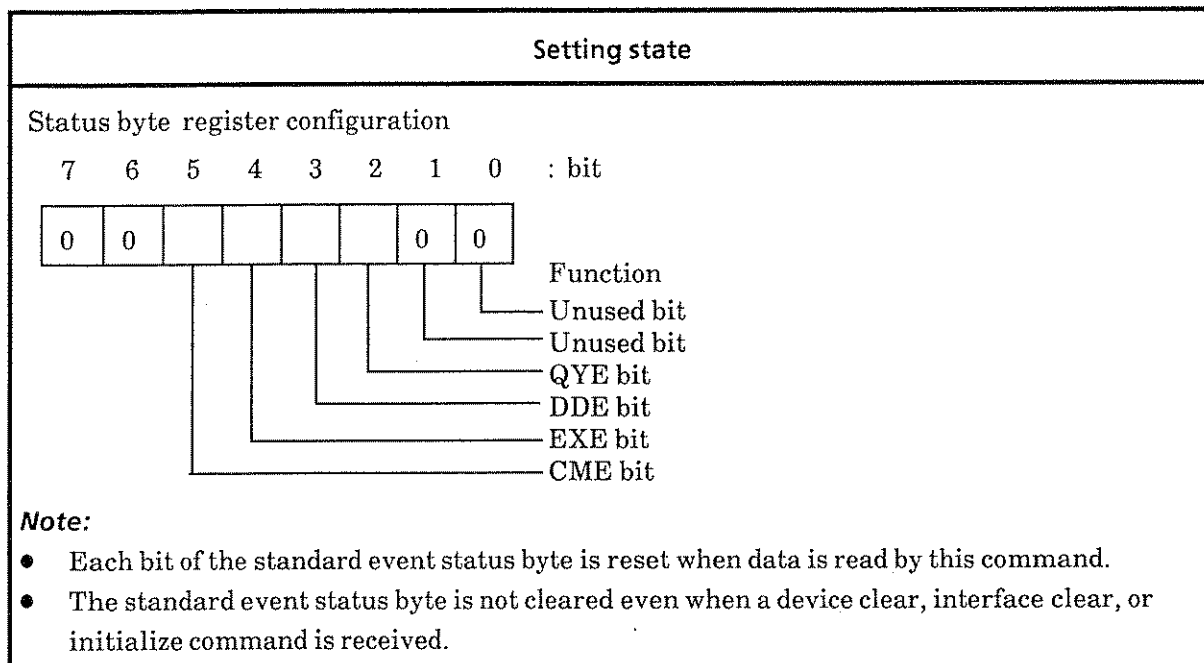 Setting state
Status byte register configuration
7 6 5 4 3 2 1 0 : bit
0 0 0 0
Function
Unused bit
Unused bit
QYE bit
DDE bit
EXE bit
CME bit
Note:
● Each bit of the standard event status byte is reset when data is read by this command.
● The standard event status byte is not cleared even when a device clear, interface clear, or
initialize command is received.